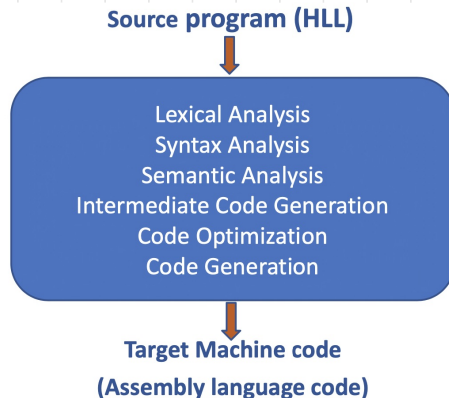 Source program (HLL)
Lexical Analysis
Syntax Analysis
Semantic Analysis
Intermediate Code Generation
Code Optimization
Code Generation
Target Machine code
(Assembly language code)